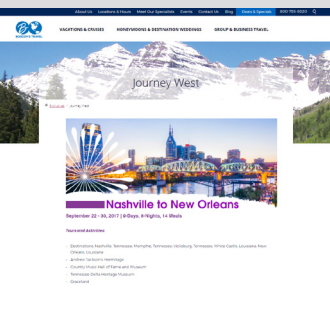 About Us Locations & Hours Meet Our Specialists Events Contact Us Blog Deals & Specials
VACATIONS & CRUISES HONEYMOONS & DESTINATION WEDDINGS GROUP & BUSINESS TRAVEL
Journey West
Journey West
Nashville to New Orleans
September 22 - 30, 2017 | 9-Days, 8-Nights, 14 Meals
Tours and Activities:
Destinations: Nashville, Tennessee, Memphis, Tennessee, Vicksburg, Tennessee, White Castle, Louisiana, New
Orleans, Louisiana
Andrew Jackson's Hermitage
Country Music Hall of Fame and Museum
Tennessee Delta Heritage Museum
Graceland